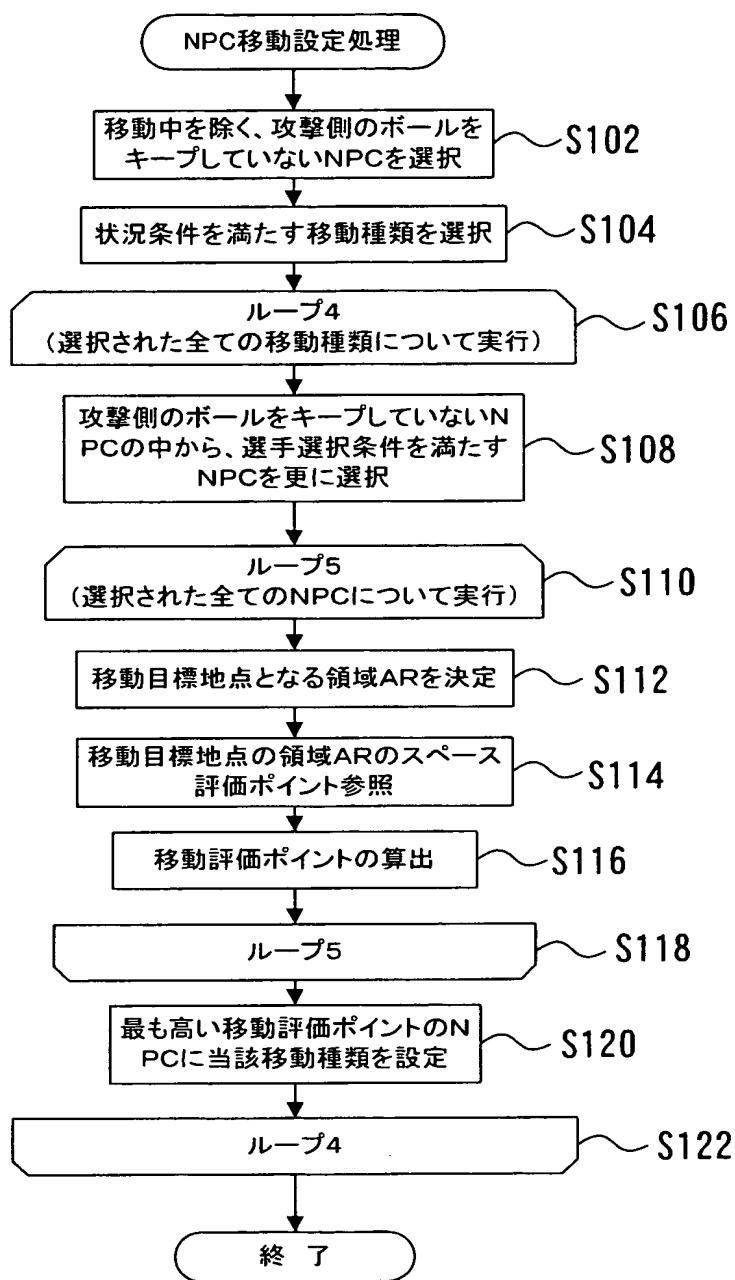 NPC移動設定処理
移動中を除く、攻撃側のボールを
キープしていないNPCを選択
S102
状況条件を満たす移動種類を選択
S104
ループ4
（選択された全ての移動種類について実行）
S106
攻撃側のボールをキープしていないN
PCの中から、選手選択条件を満たす
NPCを更に選択
S108
ループ5
（選択された全てのNPCについて実行）
S110
移動目標地点となる領域ARを決定
S112
移動目標地点の領域ARのスペース
評価ポイント参照
S114
移動評価ポイントの算出
S116
ループ5
S118
最も高い移動評価ポイントのN
PCに当該移動種類を設定
S120
ループ4
S122
終 了